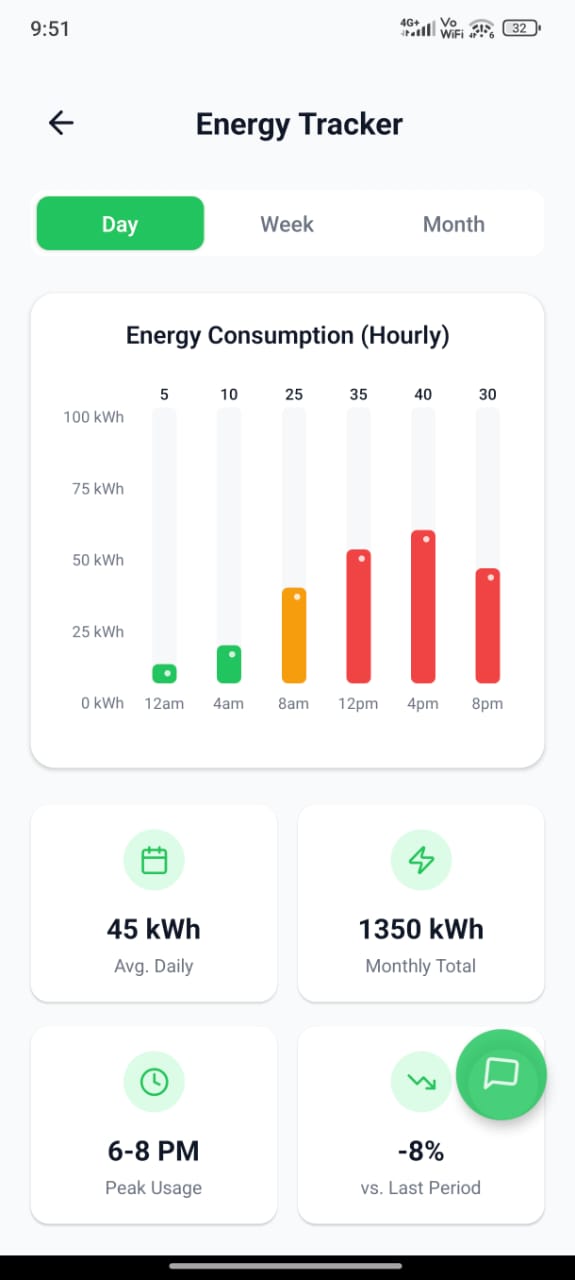 9:51
4G+ Vo WiFi 6 32
Energy Tracker
Day Week Month
Energy Consumption (Hourly)
5 10 25 35 40 30
100 kWh
75 kWh
50 kWh
25 kWh
0 kWh 12am 4am 8am 12pm 4pm 8pm
45 kWh
Avg. Daily
1350 kWh
Monthly Total
6-8 PM
Peak Usage
-8%
vs. Last Period